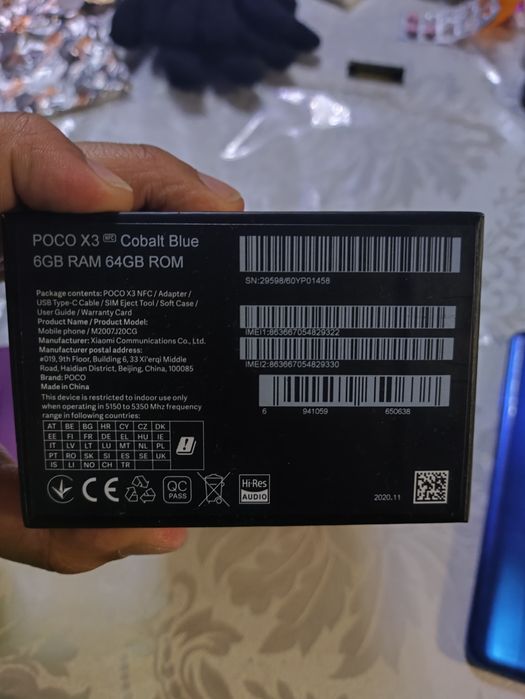 POCO X3 NFC Cobalt Blue
6GB RAM 64GB ROM
SN:29598/60YP01458
Package contents: POCO X3 NFC / Adapter /
USB Type-C Cable / SIM Eject Tool / Soft Case /
User Guide / Warranty Card
Product Name / Product Model:
Mobile phone / M2007J20CG
Manufacturer: Xiaomi Communications Co., Ltd.
Manufacturer postal address:
#019, 9th Floor, Building 6, 33 Xi'erqi Middle
Road, Haidian District, Beijing, China, 100085
Brand: POCO
Made in China
IMEI1:863667054829322
IMEI2:863667054829330
6 941059 650638
This device is restricted to indoor use only
when operating in 5150 to 5350 Mhz frequency
range in following countries:
AT BE BG HR CY CZ DK
EE FI FR DE EL HU IE
IT LV LT LU MT NL PL
PT RO SK SI ES SE UK
IS LI NO CH TR
CE
QC
PASS
Hi-Res
AUDIO
2020.11